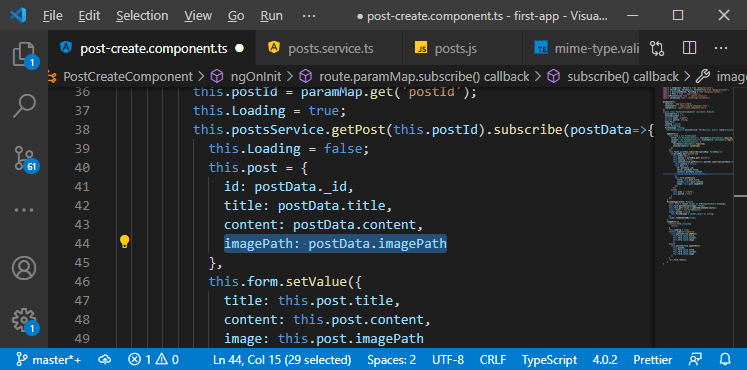 File Edit Selection View Go Run ··· ● post-create.component.ts - first-app - Visua...
post-create.component.ts ● posts.service.ts posts.js mime-type.vali
PostCreateComponent > ngOnInit > route.paramMap.subscribe() callback > subscribe() callback > imag
36 this.postId = paramMap.get('postId');
37 this.Loading = true;
38 this.postsService.getPost(this.postId).subscribe(postData=>{
39 this.Loading = false;
40 this.post = {
41 id: postData._id,
42 title: postData.title,
43 content: postData.content,
44 imagePath: postData.imagePath
45 },
46 this.form.setValue({
47 title: this.post.title,
48 content: this.post.content,
49 image: this.post.imagePath
1
61
1
master*+ 1 0 Ln 44, Col 15 (29 selected) Spaces: 2 UTF-8 CRLF TypeScript 4.0.2 Prettier